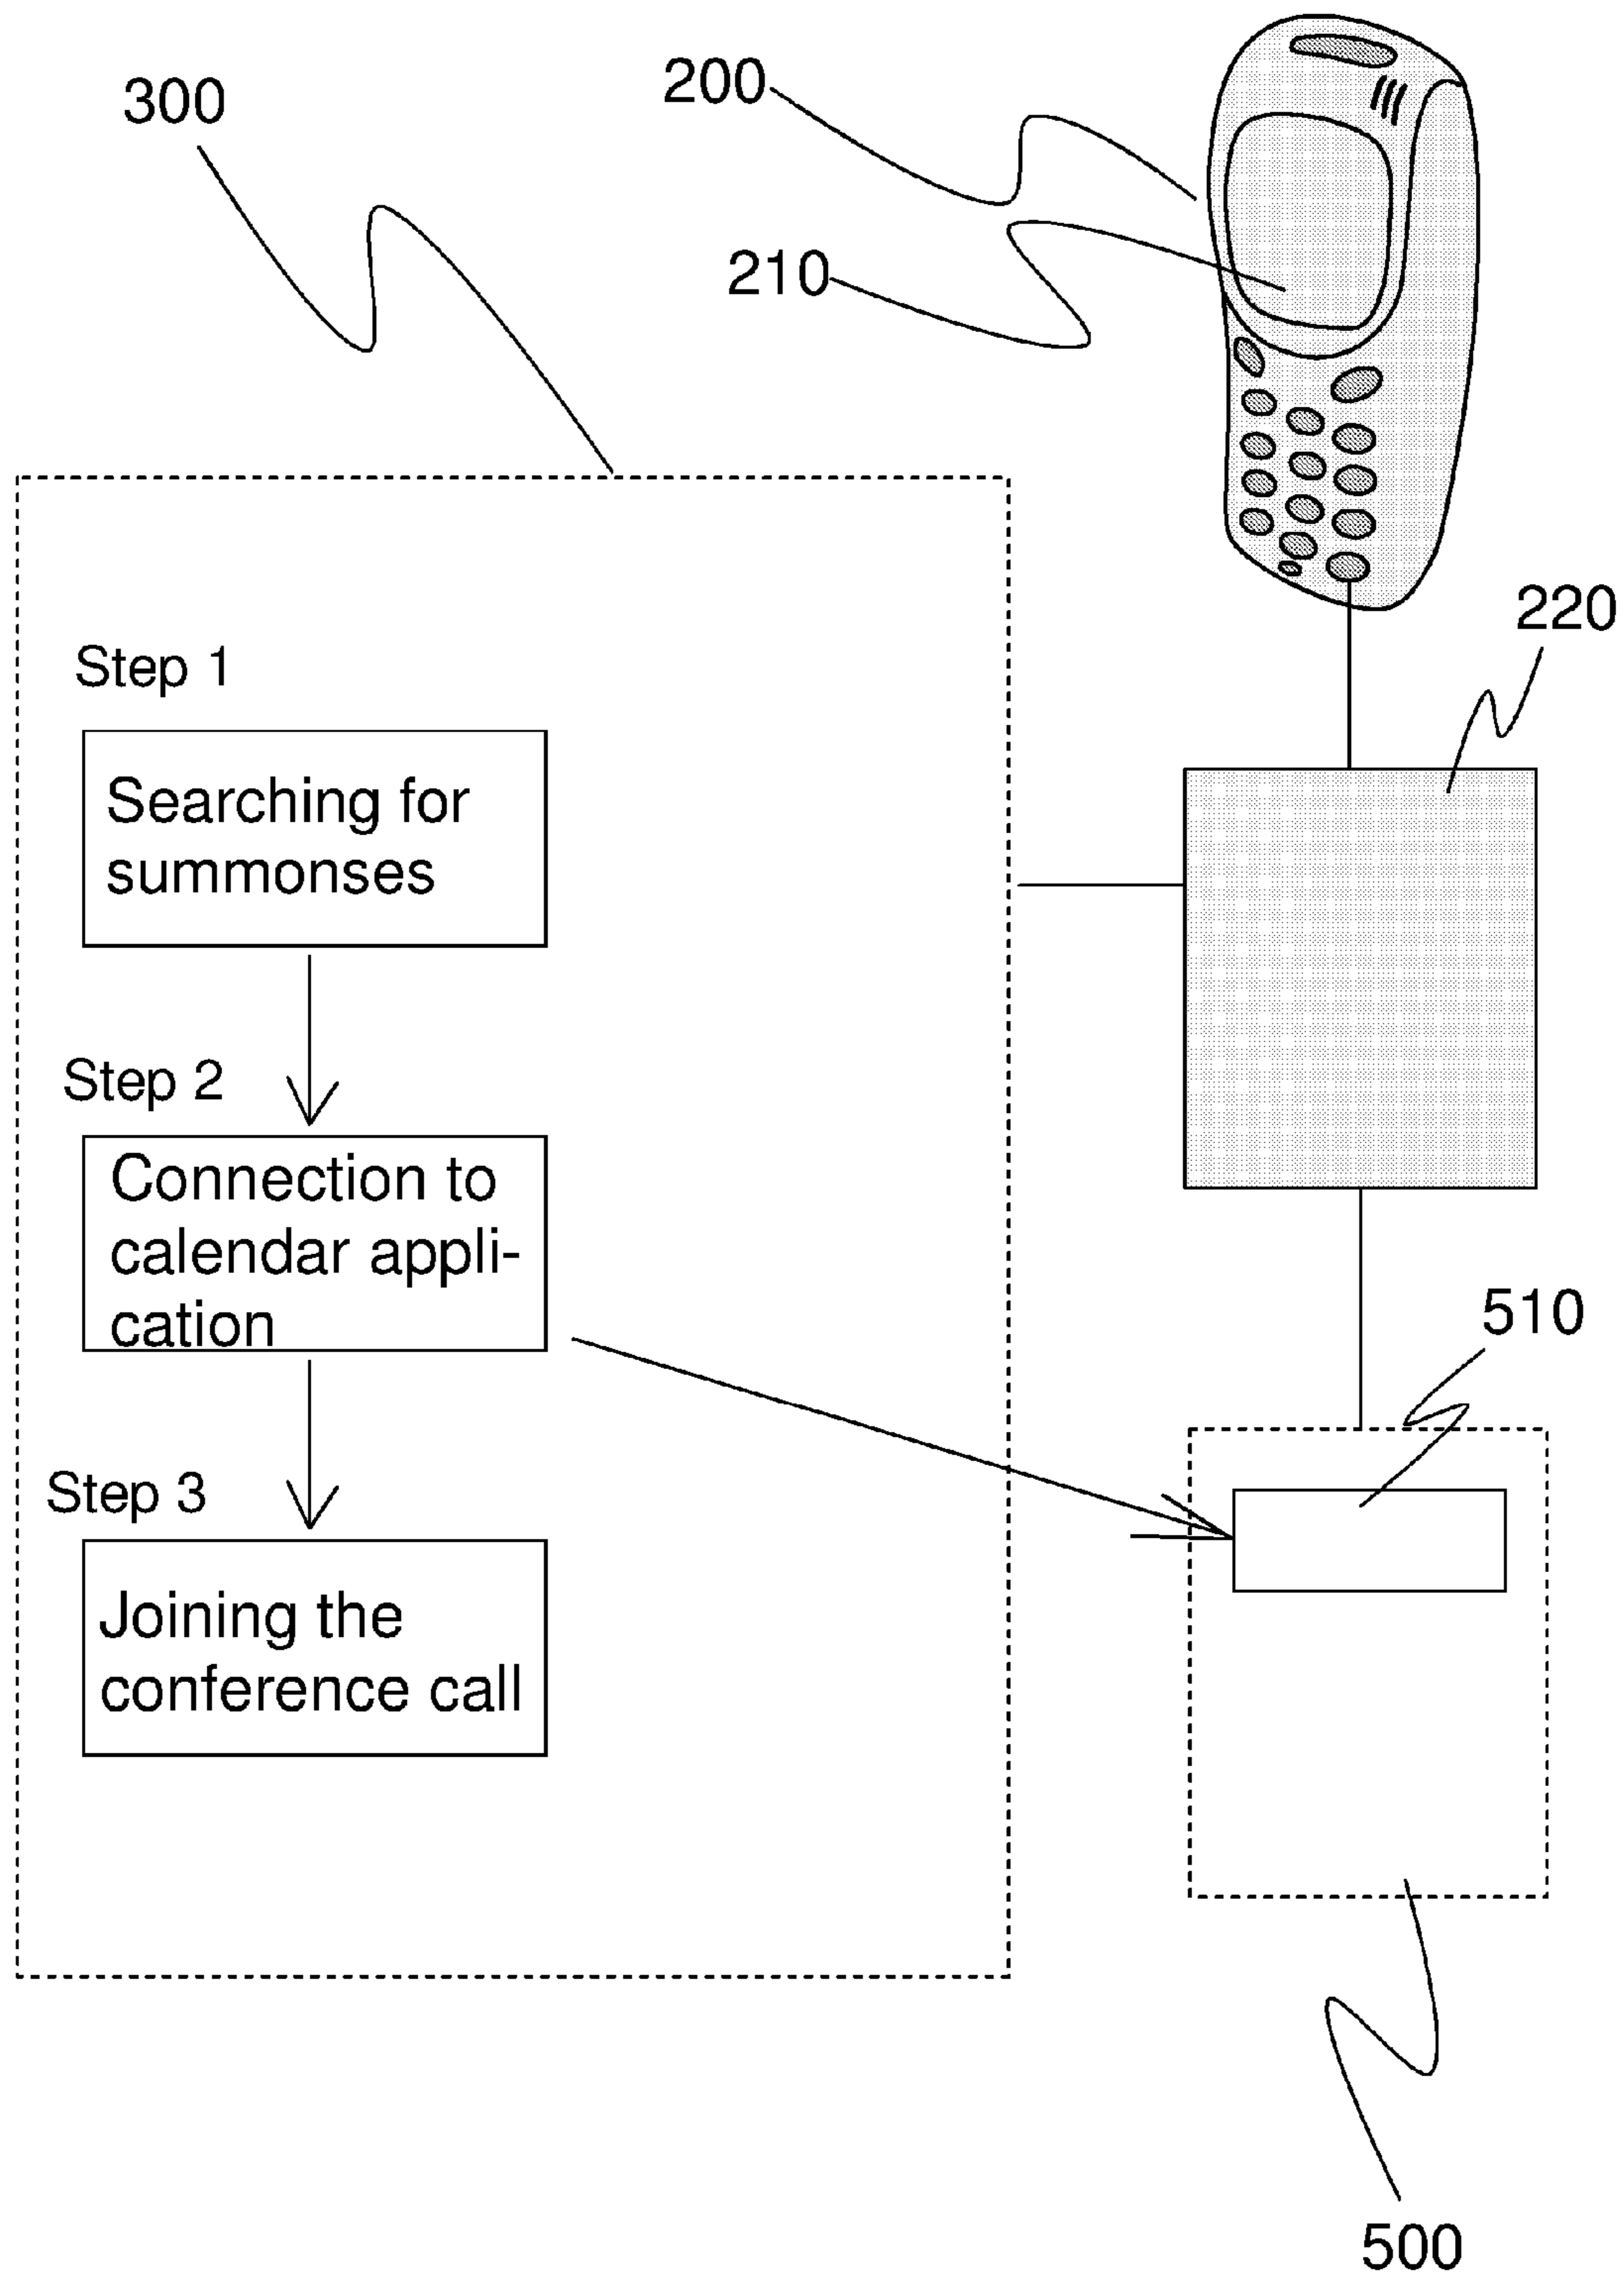 200
300
210
220
Step 1
Searching for
summonses
Step 2
Connection to
calendar appli-
cation
510
Step 3
Joining the
conference call
500